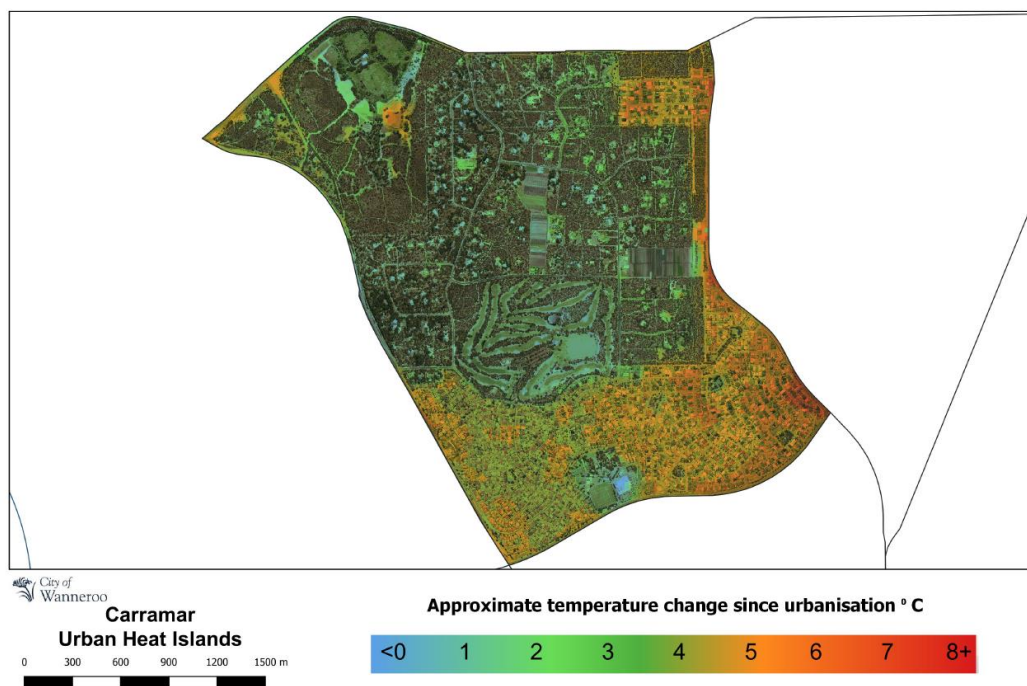 City of
Wanneroo
Carramar
Urban Heat Islands
0 300 600 900 1200 1500 m
Approximate temperature change since urbanisation ° C
<0 1 2 3 4 5 6 7 8+